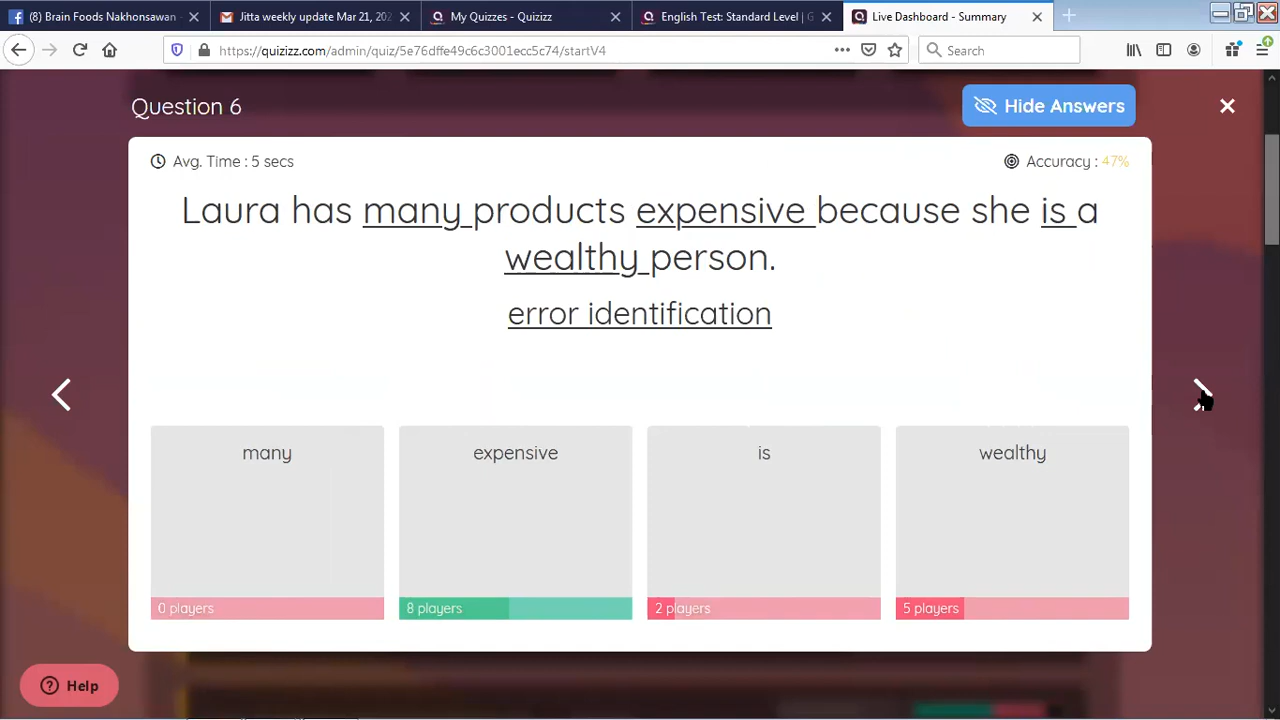 (8) Brain Foods Nakhonsawan -
Jitta weekly update Mar 21, 202
My Quizzes - Quizizz
English Test: Standard Level | G
Live Dashboard - Summary
https://quizizz.com/admin/quiz/5e76dffe49c6c3001ecc5c74/startV4
Search
Question 6
Hide Answers
Avg. Time : 5 secs
Accuracy : 47%
Laura has many products expensive because she is a
wealthy person.
error identification
many
expensive
is
wealthy
0 players
8 players
2 players
5 players
Help